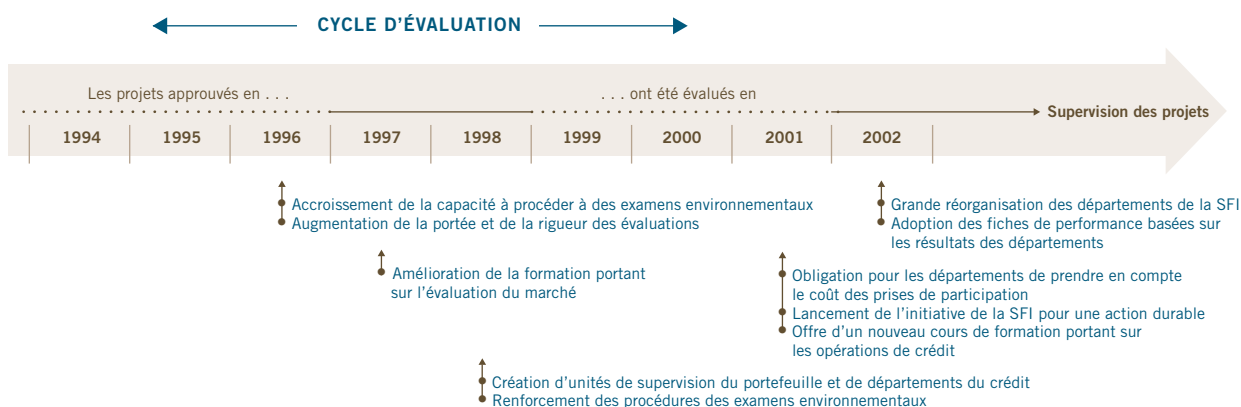 CYCLE D'ÉVALUATION
Les projets approuvés en . . .
. . . ont été évalués en
Supervision des projets
1994 1995 1996 1997 1998 1999 2000 2001 2002
Accroissement de la capacité à procéder à des examens environnementaux
Augmentation de la portée et de la rigueur des évaluations
Grande réorganisation des départements de la SFI
Adoption des fiches de performance basées sur
les résultats des départements
Amélioration de la formation portant
sur l'évaluation du marché
Obligation pour les départements de prendre en compte
le coût des prises de participation
Lancement de l'initiative de la SFI pour une action durable
Offre d'un nouveau cours de formation portant sur
les opérations de crédit
Création d'unités de supervision du portefeuille et de départements du crédit
Renforcement des procédures des examens environnementaux